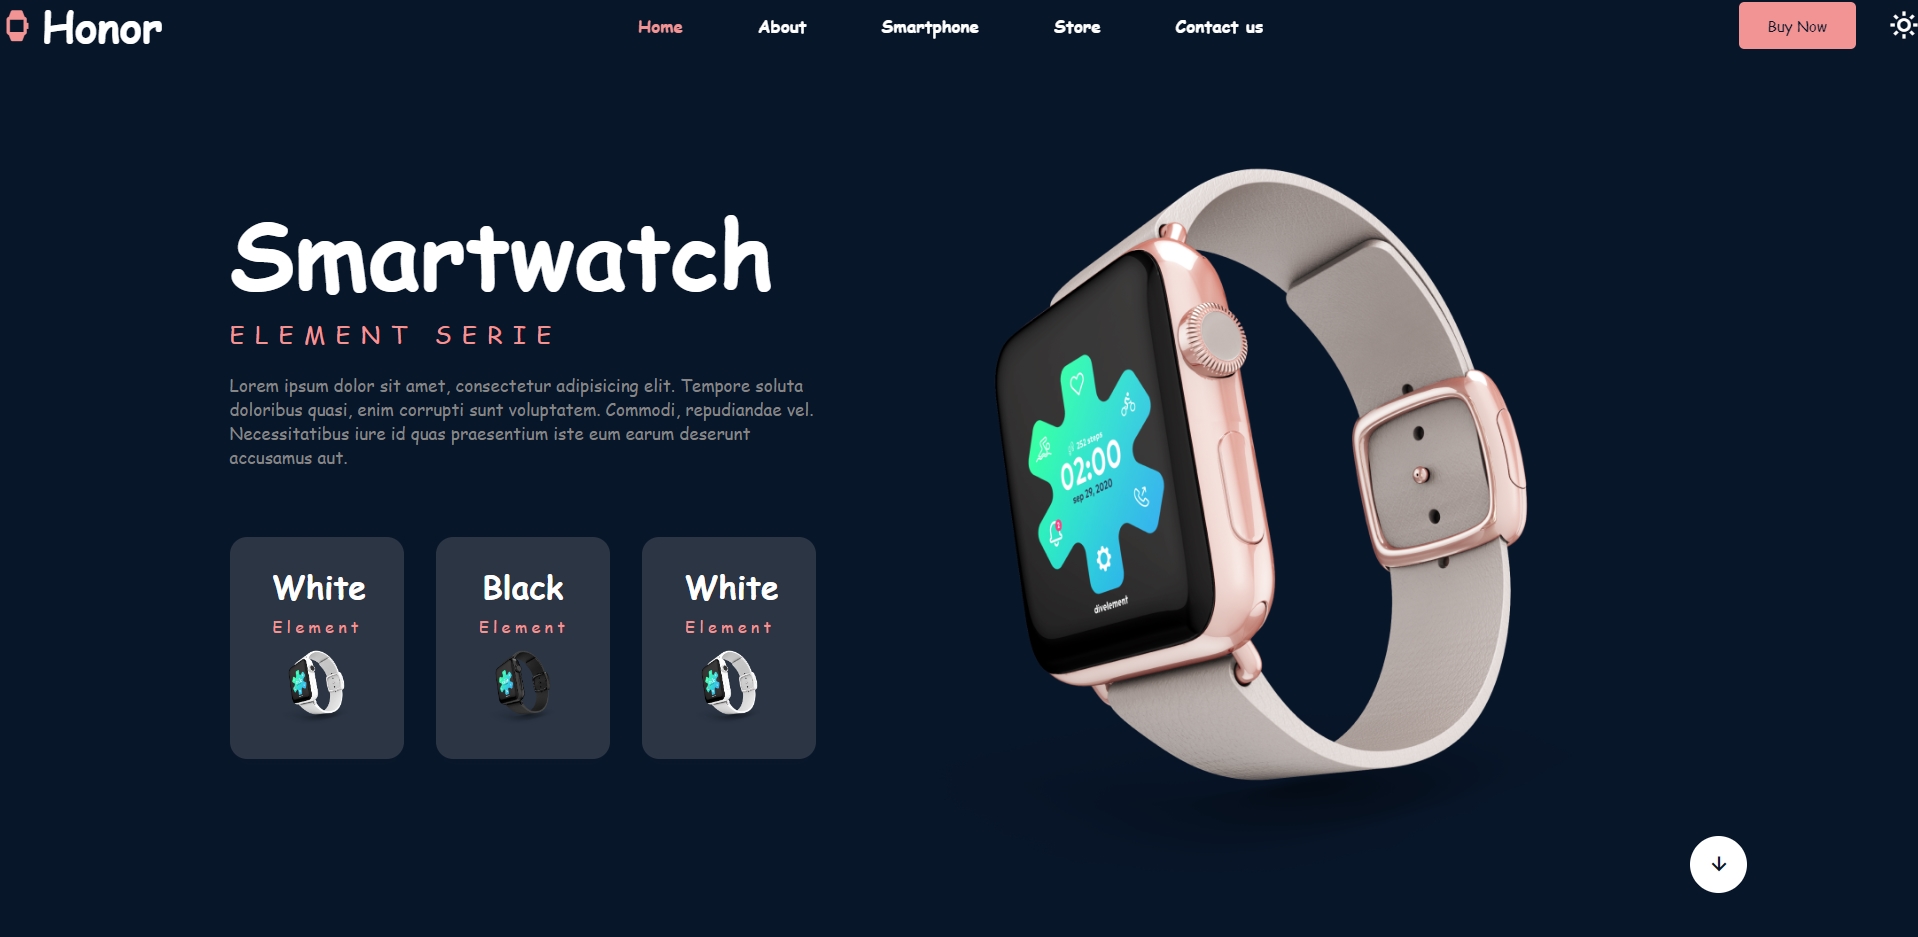 Honor
Home About Smartphone Store Contact us
Buy Now
Smartwatch
ELEMENT SERIE
Lorem ipsum dolor sit amet, consectetur adipisicing elit. Tempore soluta
doloribus quasi, enim corrupti sunt voluptatem. Commodi, repudiandae vel.
Necessitatibus iure id quas praesentium iste eum earum deserunt
accusamus aut.
White
Element
Black
Element
White
Element
252 steps
02:00
sep 29, 2020
divelement